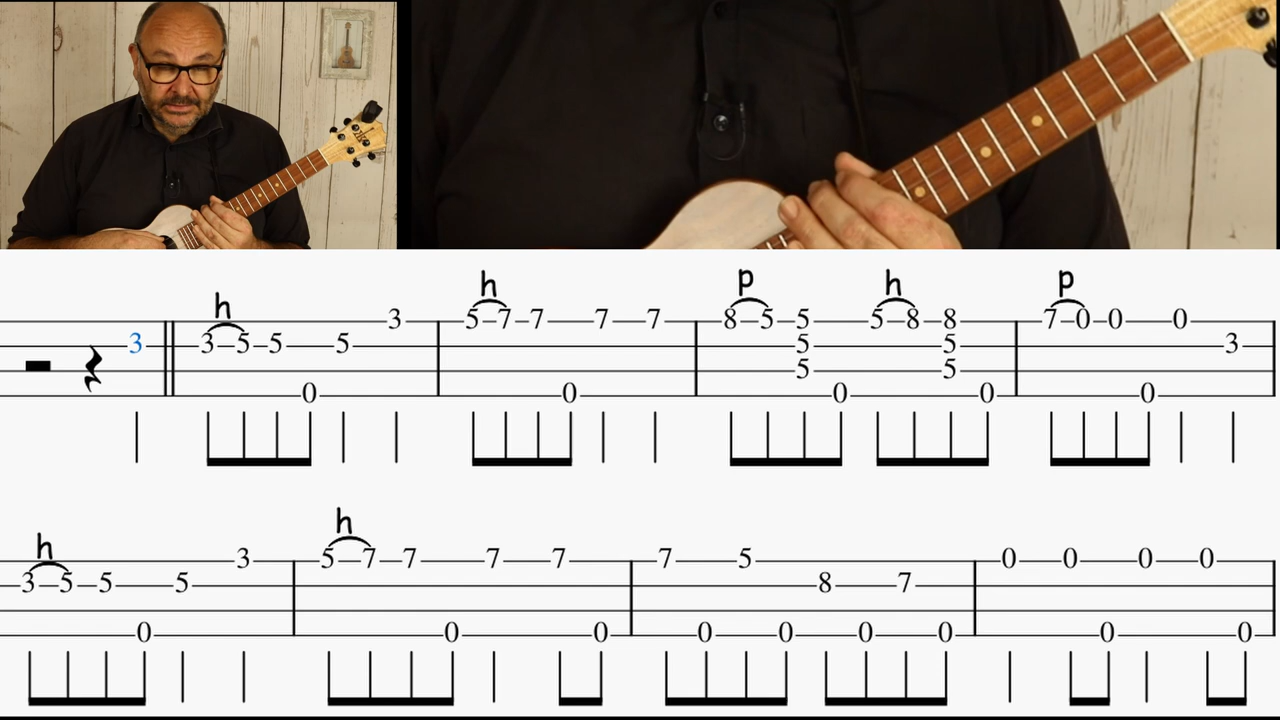 h p h p
h
3 5 7 7 7 7 8 5 5 5 8 8 7 0 0 0
3 3 5 5 5 5 3
5 5
0 0 0 0 0
h
h
3 5 7 7 7 7 7 5 0 0 0 0
3 5 5 5 8 7
0 0 0 0 0 0 0 0 0